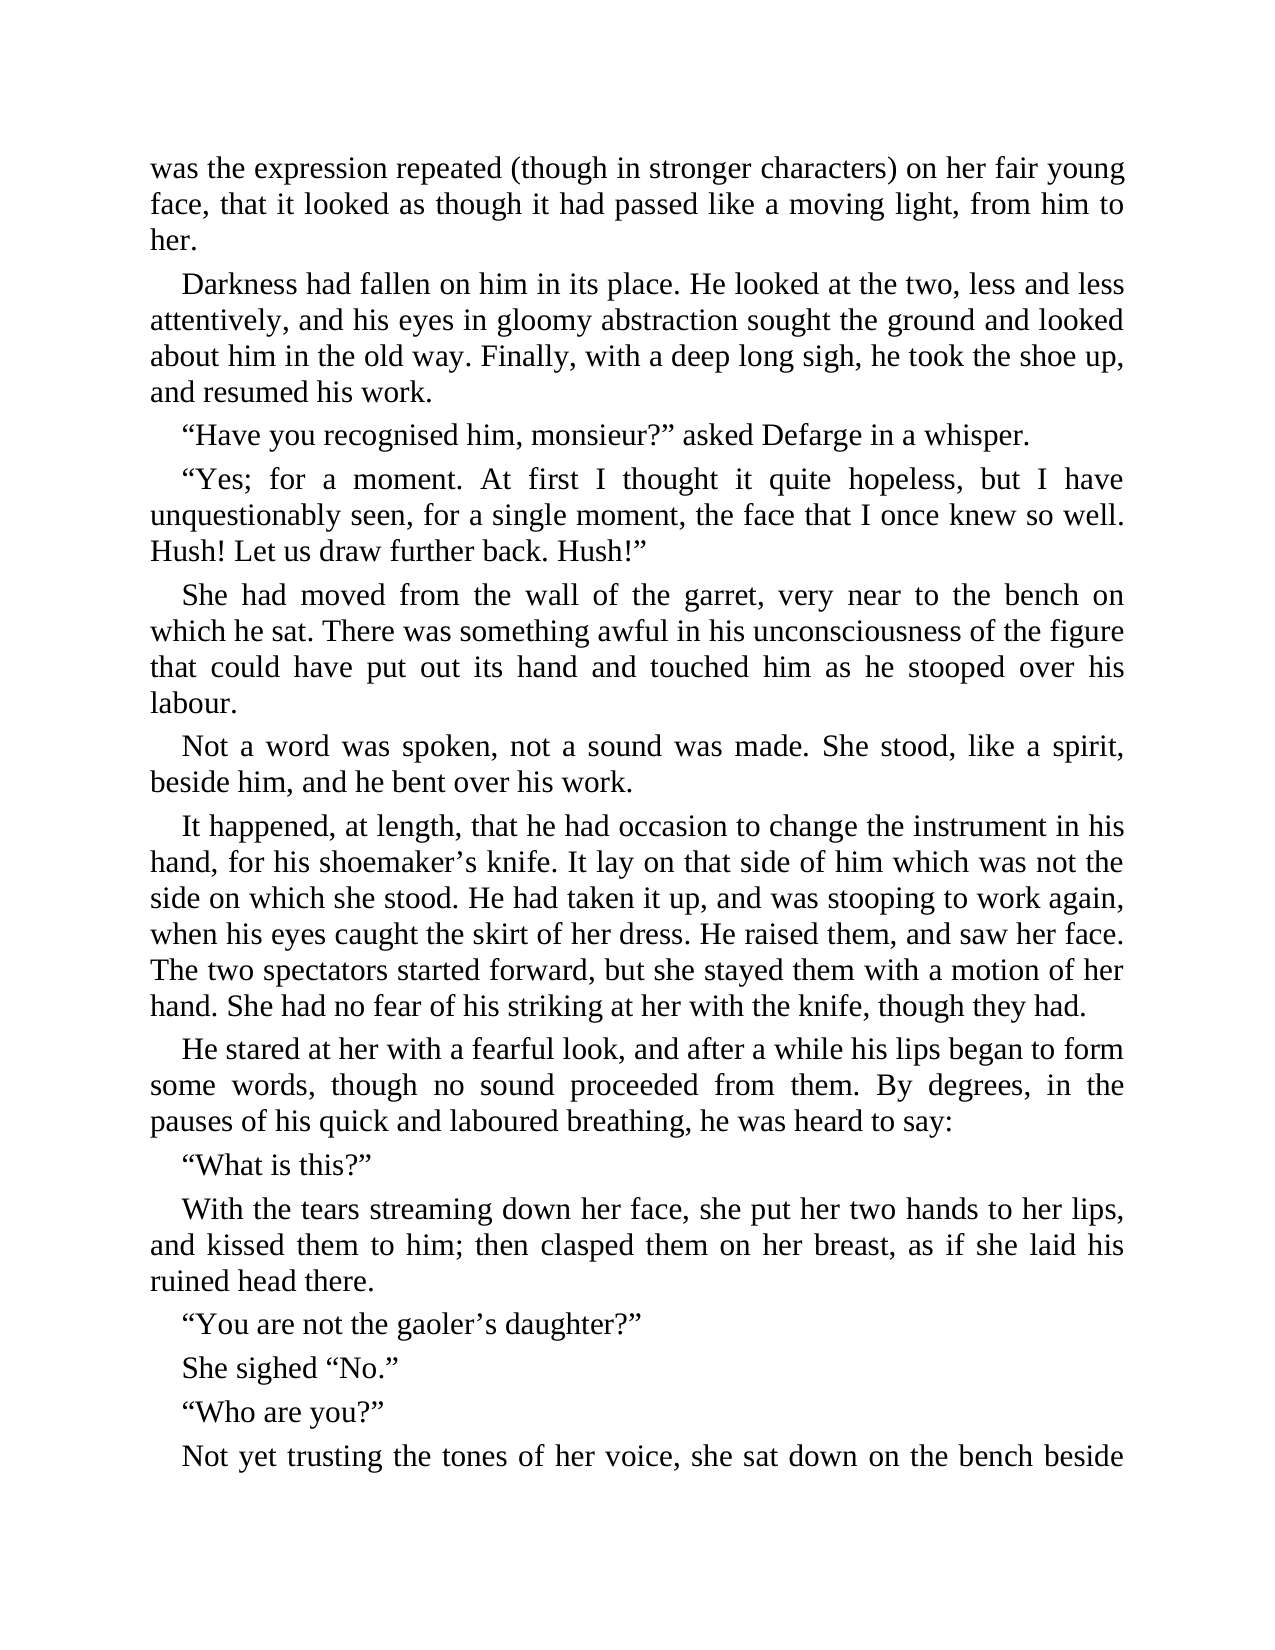 was the expression repeated (though in stronger characters) on her fair young
face, that it looked as though it had passed like a moving light, from him to
her.
Darkness had fallen on him in its place. He looked at the two, less and less
attentively, and his eyes in gloomy abstraction sought the ground and looked
about him in the old way. Finally, with a deep long sigh, he took the shoe up,
and resumed his work.
“Have you recognised him, monsieur?” asked Defarge in a whisper.
“Yes; for a moment. At first I thought it quite hopeless, but I have
unquestionably seen, for a single moment, the face that I once knew so well.
Hush! Let us draw further back. Hush!”
She had moved from the wall of the garret, very near to the bench on
which he sat. There was something awful in his unconsciousness of the figure
that could have put out its hand and touched him as he stooped over his
labour.
Not a word was spoken, not a sound was made. She stood, like a spirit,
beside him, and he bent over his work.
It happened, at length, that he had occasion to change the instrument in his
hand, for his shoemaker’s knife. It lay on that side of him which was not the
side on which she stood. He had taken it up, and was stooping to work again,
when his eyes caught the skirt of her dress. He raised them, and saw her face.
The two spectators started forward, but she stayed them with a motion of her
hand. She had no fear of his striking at her with the knife, though they had.
He stared at her with a fearful look, and after a while his lips began to form
some words, though no sound proceeded from them. By degrees, in the
pauses of his quick and laboured breathing, he was heard to say:
“What is this?”
With the tears streaming down her face, she put her two hands to her lips,
and kissed them to him; then clasped them on her breast, as if she laid his
ruined head there.
“You are not the gaoler’s daughter?”
She sighed “No.”
“Who are you?”
Not yet trusting the tones of her voice, she sat down on the bench beside